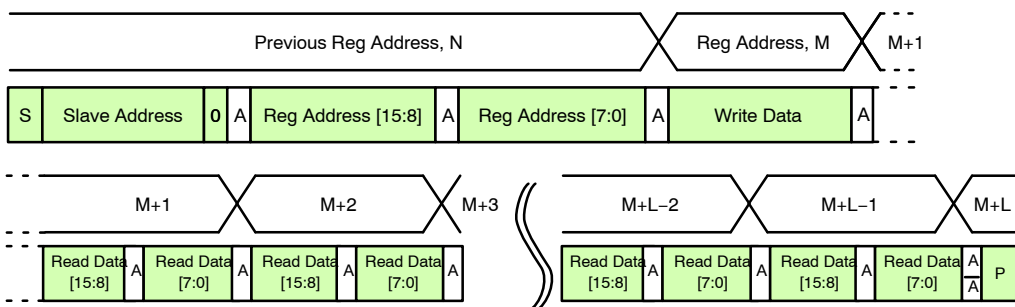 Previous Reg Address, N Reg Address, M M+1
S Slave Address 0 A Reg Address [15:8] A Reg Address [7:0] A Write Data A
M+1 M+2 M+3 M+L−2 M+L−1 M+L
Read Data A Read Data A Read Data A Read Data A Read Data A Read Data A Read Data A Read Data A P
[15:8] [7:0] [15:8] [7:0] [15:8] [7:0] [15:8] [7:0] A